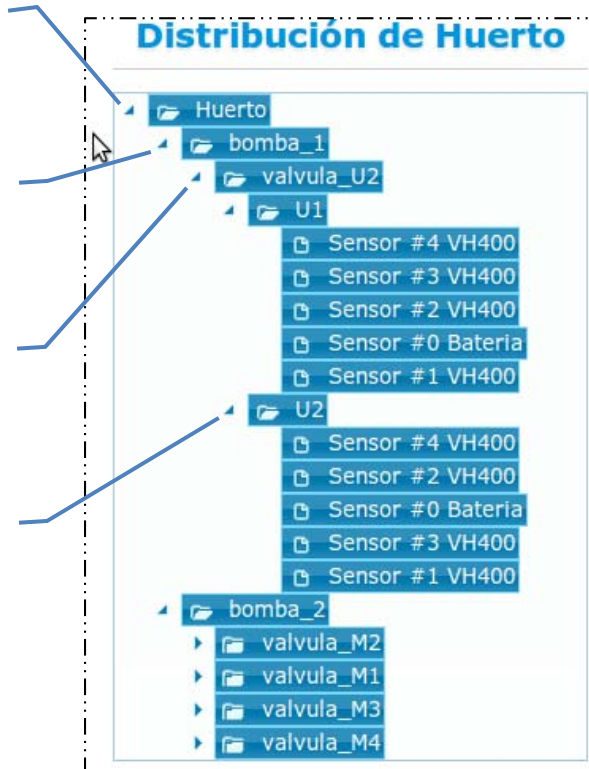 Distribución de Huerto
Huerto
bomba_1
valvula_U2
U1
Sensor #4 VH400
Sensor #3 VH400
Sensor #2 VH400
Sensor #0 Bateria
Sensor #1 VH400
U2
Sensor #4 VH400
Sensor #2 VH400
Sensor #0 Bateria
Sensor #3 VH400
Sensor #1 VH400
bomba_2
valvula_M2
valvula_M1
valvula_M3
valvula_M4